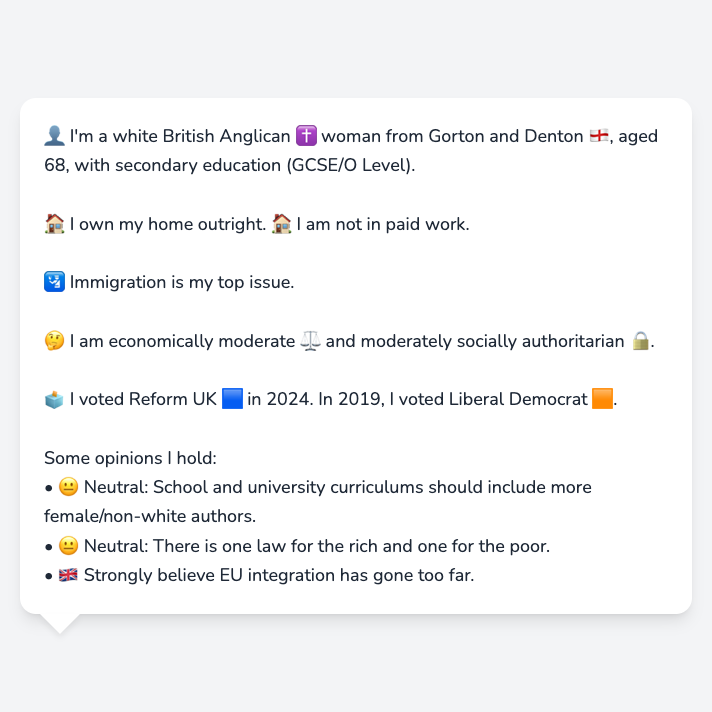 👤 I'm a white British Anglican ✝️ woman from Gorton and Denton 🏴󠁧󠁢󠁥󠁮󠁧󠁿, aged
68, with secondary education (GCSE/O Level).
🏠 I own my home outright. 🏠 I am not in paid work.
🛂 Immigration is my top issue.
🤔 I am economically moderate ⚖️ and moderately socially authoritarian 🔒.
🗳️ I voted Reform UK 🟦 in 2024. In 2019, I voted Liberal Democrat 🟧.
Some opinions I hold:
• 😐 Neutral: School and university curriculums should include more
female/non-white authors.
• 😐 Neutral: There is one law for the rich and one for the poor.
• 🇬🇧 Strongly believe EU integration has gone too far.